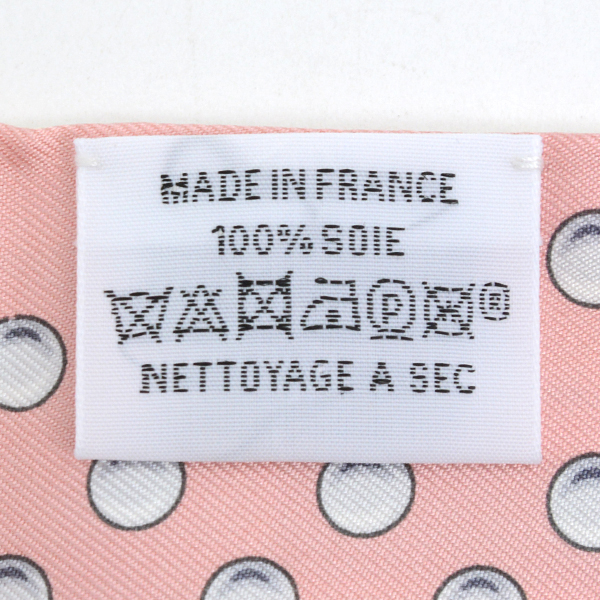 MADE IN FRANCE
100% SOIE
P ®
NETTOYAGE A SEC